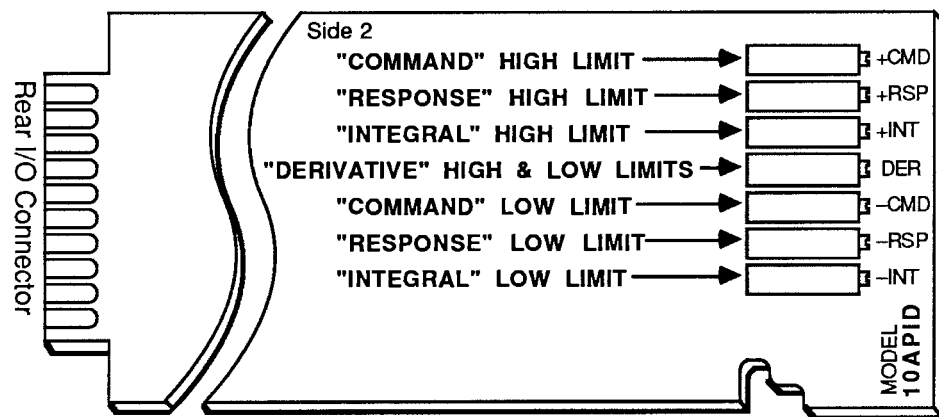 Side 2
"COMMAND" HIGH LIMIT +CMD
"RESPONSE" HIGH LIMIT +RSP
"INTEGRAL" HIGH LIMIT +INT
"DERIVATIVE" HIGH & LOW LIMITS DER
"COMMAND" LOW LIMIT –CMD
"RESPONSE" LOW LIMIT –RSP
"INTEGRAL" LOW LIMIT –INT
Rear I/O Connector
MODEL
10APID